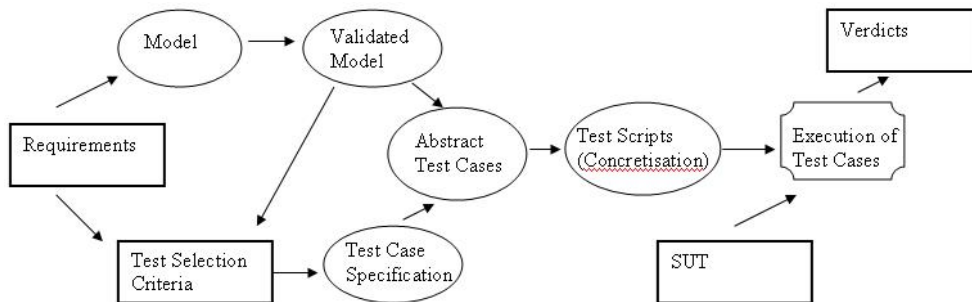 Model
Validated
Model
Verdicts
Requirements
Abstract
Test Cases
Test Scripts
(Concretisation)
Execution of
Test Cases
Test Selection
Criteria
Test Case
Specification
SUT